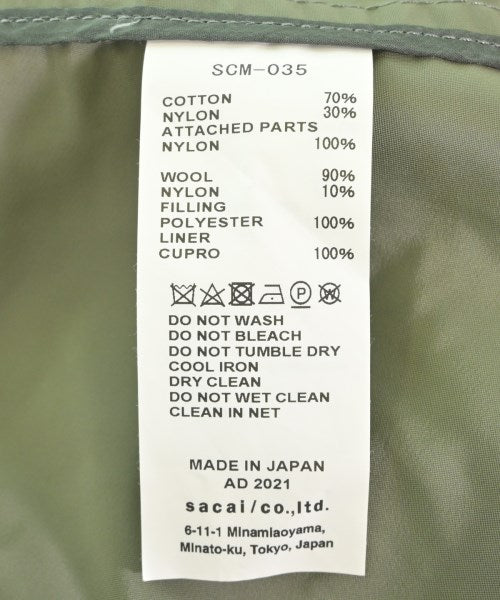 SCM-035
COTTON 70%
NYLON 30%
ATTACHED PARTS
NYLON 100%
WOOL 90%
NYLON 10%
FILLING
POLYESTER 100%
LINER
CUPRO 100%
P W
DO NOT WASH
DO NOT BLEACH
DO NOT TUMBLE DRY
COOL IRON
DRY CLEAN
DO NOT WET CLEAN
CLEAN IN NET
MADE IN JAPAN
AD 2021
sacai/co.,ltd.
6-11-1 Minamiaoyama,
Minato-ku, Tokyo, Japan